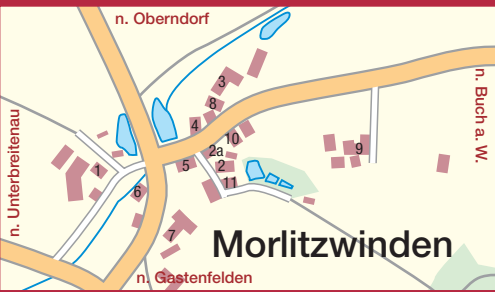 n. Oberndorf
n. Buch a. W.
n. Unterbreitenau
3
8
4
10
2a
9
5
2
1
11
6
7
Morlitzwinden
n. Gastenfelden